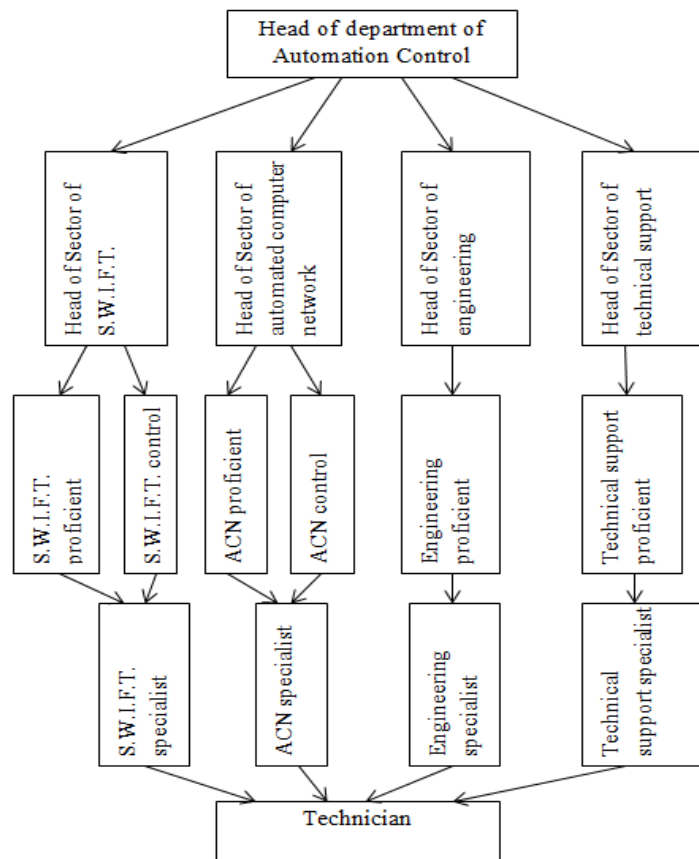 Head of department of
Automation Control
Head of Sector of
S.W.I.F.T.
Head of Sector of
automated computer
network
Head of Sector of
engineering
Head of Sector of
technical support
S.W.I.F.T.
proficient
S.W.I.F.T. control
ACN proficient
ACN control
Engineering
proficient
Technical support
proficient
S.W.I.F.T.
specialist
ACN specialist
Engineering
specialist
Technical
support specialist
Technician